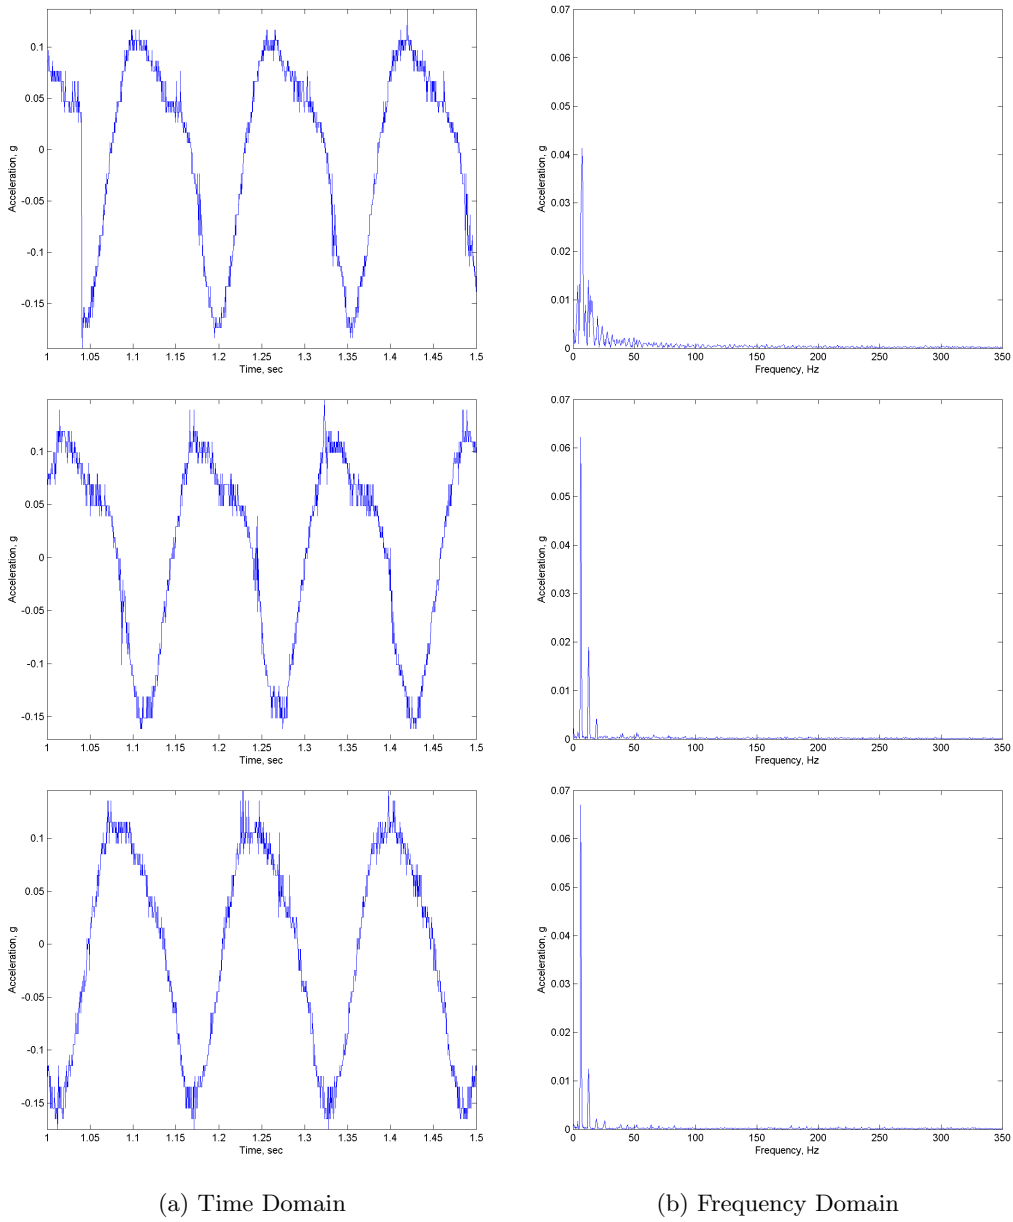 0.1
0.05
0
-0.05
-0.1
-0.15
Acceleration, g
1 1.05 1.1 1.15 1.2 1.25 1.3 1.35 1.4 1.45 1.5
Time, sec
0.07
0.06
0.05
0.04
0.03
0.02
0.01
0
Acceleration, g
0 50 100 150 200 250 300 350
Frequency, Hz
0.1
0.05
0
-0.05
-0.1
-0.15
Acceleration, g
1 1.05 1.1 1.15 1.2 1.25 1.3 1.35 1.4 1.45 1.5
Time, sec
0.07
0.06
0.05
0.04
0.03
0.02
0.01
0
Acceleration, g
0 50 100 150 200 250 300 350
Frequency, Hz
0.1
0.05
0
-0.05
-0.1
-0.15
Acceleration, g
1 1.05 1.1 1.15 1.2 1.25 1.3 1.35 1.4 1.45 1.5
Time, sec
0.07
0.06
0.05
0.04
0.03
0.02
0.01
0
Acceleration, g
0 50 100 150 200 250 300 350
Frequency, Hz
(a) Time Domain
(b) Frequency Domain